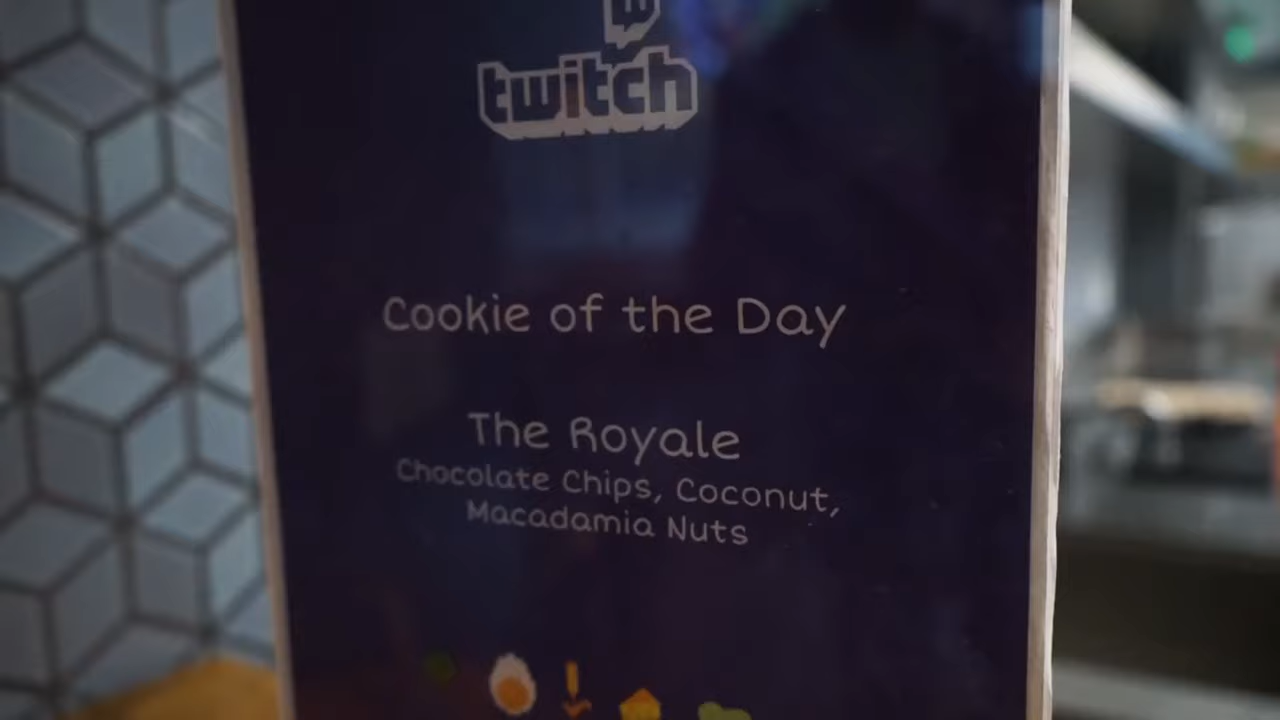 twitch
Cookie of the Day
The Royale
Chocolate Chips, Coconut,
Macadamia Nuts